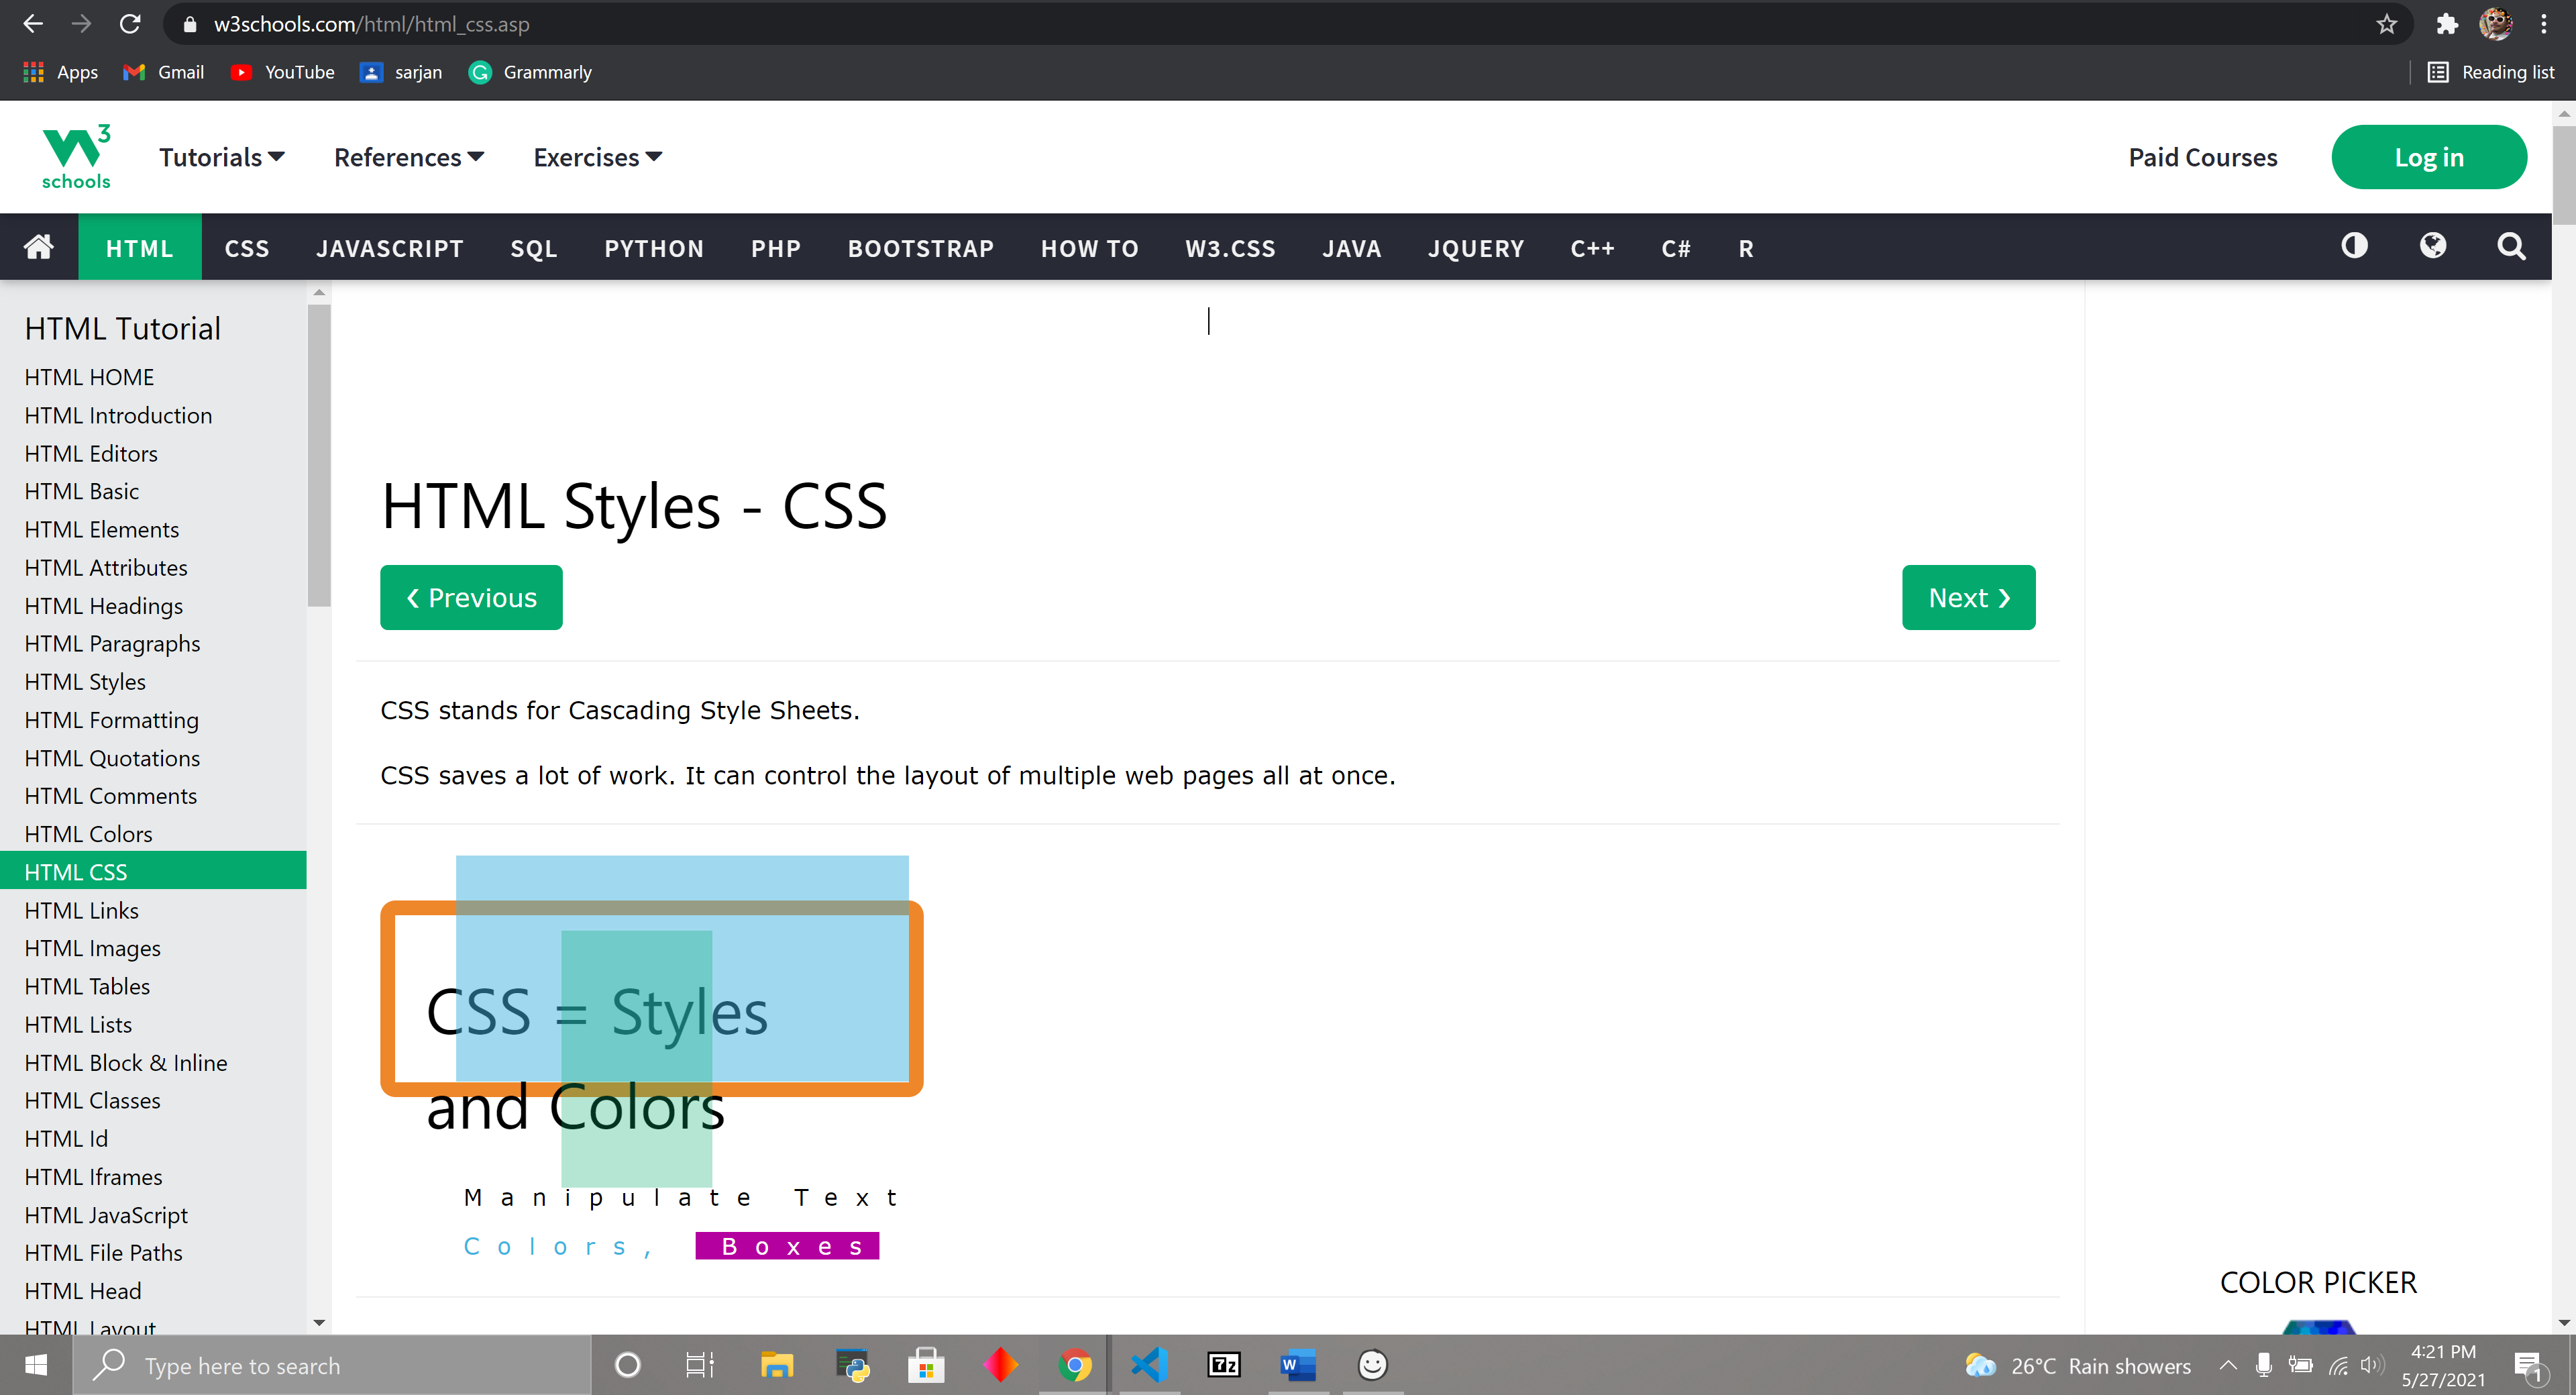 w3schools.com/html/html_css.asp
Apps Gmail YouTube sarjan Grammarly Reading list
W3 schools
Tutorials References Exercises Paid Courses Log in
HTML CSS JAVASCRIPT SQL PYTHON PHP BOOTSTRAP HOW TO W3.CSS JAVA JQUERY C++ C# R
HTML Tutorial
HTML HOME
HTML Introduction
HTML Editors
HTML Basic
HTML Elements
HTML Attributes
HTML Headings
HTML Paragraphs
HTML Styles
HTML Formatting
HTML Quotations
HTML Comments
HTML Colors
HTML CSS
HTML Links
HTML Images
HTML Tables
HTML Lists
HTML Block & Inline
HTML Classes
HTML Id
HTML Iframes
HTML JavaScript
HTML File Paths
HTML Head
HTML Layout
HTML Styles - CSS
❮ Previous
Next ❯
CSS stands for Cascading Style Sheets.
CSS saves a lot of work. It can control the layout of multiple web pages all at once.
CSS = Styles
and Colors
Manipulate Text
Colors, Boxes
COLOR PICKER
Type here to search
7z
W
26°C Rain showers
4:21 PM
5/27/2021
1